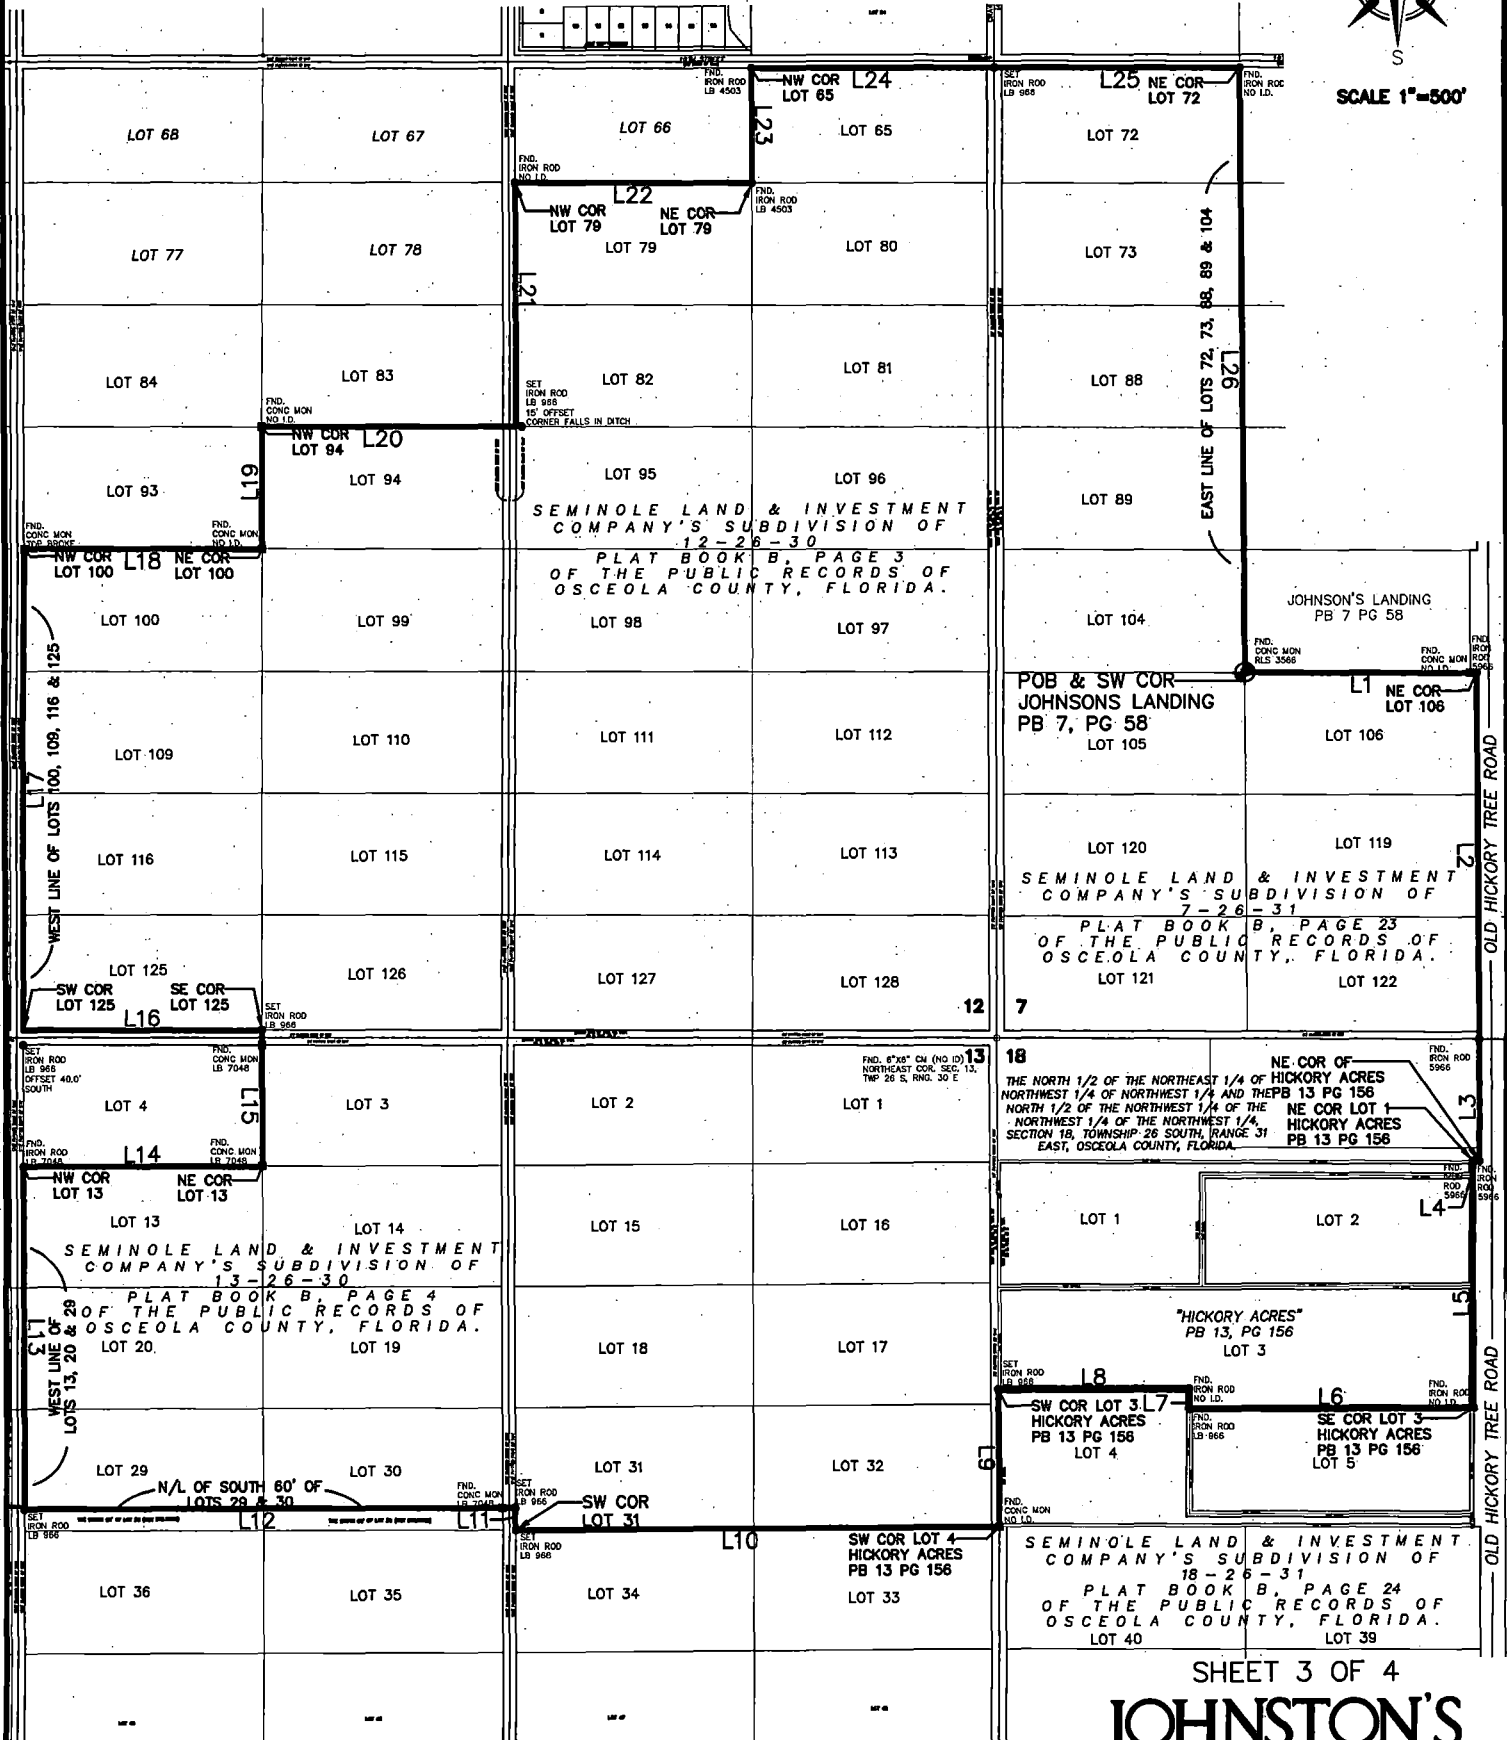 S
SCALE 1"=500'
FND.
IRON ROD
LB 4503
NW COR
LOT 65
L24
SET
IRON ROD
LB 966
L25
NE COR
LOT 72
FND.
IRON ROD
NO I.D.
LOT 68
LOT 67
LOT 66
L23
LOT 65
LOT 72
FND.
IRON ROD
NO I.D.
L22
FND.
IRON ROD
LB 4503
NW COR
LOT 79
NE COR
LOT 79
LOT 77
LOT 78
LOT 79
LOT 80
LOT 73
EAST LINE OF LOTS 72, 73, 88, 89 & 104
L21
L26
LOT 84
LOT 83
LOT 82
LOT 81
LOT 88
FND.
CONC MON
NO I.D.
SET
IRON ROD
LB 966
15' OFFSET
CORNER FALLS IN DITCH
NW COR
LOT 94
L20
L19
LOT 93
LOT 94
LOT 95
LOT 96
LOT 89
SEMINOLE LAND & INVESTMENT
COMPANY'S SUBDIVISION OF
12-26-30
PLAT BOOK B, PAGE 3
OF THE PUBLIC RECORDS OF
OSCEOLA COUNTY, FLORIDA.
FND.
CONC MON
TOP BROKE
FND.
CONC MON
NO I.D.
NW COR
LOT 100
L18
NE COR
LOT 100
LOT 100
LOT 99
LOT 98
LOT 97
LOT 104
JOHNSON'S LANDING
PB 7 PG 58
FND.
CONC MON
RLS 3566
FND.
CONC MON
NO I.D.
FND.
IRON
ROD
5966
POB & SW COR
JOHNSONS LANDING
PB 7, PG 58
L1
NE COR
LOT 106
WEST LINE OF LOTS 100, 109, 116 & 125
L17
LOT 109
LOT 110
LOT 111
LOT 112
LOT 105
LOT 106
OLD HICKORY TREE ROAD
L2
LOT 116
LOT 115
LOT 114
LOT 113
LOT 120
LOT 119
SEMINOLE LAND & INVESTMENT
COMPANY'S SUBDIVISION OF
7-26-31
PLAT BOOK B, PAGE 23
OF THE PUBLIC RECORDS OF
OSCEOLA COUNTY, FLORIDA.
LOT 125
LOT 126
LOT 127
LOT 128
LOT 121
LOT 122
SW COR
LOT 125
SE COR
LOT 125
L16
SET
IRON ROD
LB 966
12
7
13
18
SET
IRON ROD
LB 966
OFFSET 40.0'
SOUTH
FND.
CONC MON
LB 7048
FND. 6"X6" CM (NO ID)
NORTHEAST COR. SEC. 13,
TWP 26 S, RNG. 30 E
THE NORTH 1/2 OF THE NORTHEAST 1/4 OF
NORTHWEST 1/4 OF NORTHWEST 1/4 AND THE
NORTH 1/2 OF THE NORTHWEST 1/4 OF THE
NORTHWEST 1/4 OF THE NORTHWEST 1/4,
SECTION 18, TOWNSHIP 26 SOUTH, RANGE 31
EAST, OSCEOLA COUNTY, FLORIDA
NE COR OF
HICKORY ACRES
PB 13 PG 156
NE COR LOT 1
HICKORY ACRES
PB 13 PG 156
FND.
IRON ROD
5966
L3
LOT 4
L15
LOT 3
LOT 2
LOT 1
FND.
IRON ROD
LB 7048
L14
FND.
CONC MON
LB 7048
NW COR
LOT 13
NE COR
LOT 13
FND.
IRON
ROD
5966
FND.
IRON
ROD
5966
L4
LOT 13
LOT 14
LOT 15
LOT 16
LOT 1
LOT 2
SEMINOLE LAND & INVESTMENT
COMPANY'S SUBDIVISION OF
13-26-30
PLAT BOOK B, PAGE 4
OF THE PUBLIC RECORDS OF
OSCEOLA COUNTY, FLORIDA.
L13
WEST LINE OF
LOTS 13, 20 & 29
LOT 20
LOT 19
LOT 18
LOT 17
"HICKORY ACRES"
PB 13, PG 156
LOT 3
L5
OLD HICKORY TREE ROAD
SET
IRON ROD
LB 966
L8
FND.
IRON ROD
NO I.D.
FND.
IRON ROD
NO I.D.
SW COR LOT 3
HICKORY ACRES
PB 13 PG 156
LOT 4
L7
FND.
IRON ROD
LB 966
L6
SE COR LOT 3
HICKORY ACRES
PB 13 PG 156
LOT 5
L9
LOT 29
LOT 30
LOT 31
LOT 32
N/L OF SOUTH 60' OF
LOTS 29 & 30
FND.
CONC MON
LB 7048
SET
IRON ROD
LB 966
SW COR
LOT 31
FND.
CONC MON
NO I.D.
SET
IRON ROD
LB 966
L12
L11
SET
IRON ROD
LB 966
L10
SW COR LOT 4
HICKORY ACRES
PB 13 PG 156
LOT 36
LOT 35
LOT 34
LOT 33
SEMINOLE LAND & INVESTMENT
COMPANY'S SUBDIVISION OF
18-26-31
PLAT BOOK B, PAGE 24
OF THE PUBLIC RECORDS OF
OSCEOLA COUNTY, FLORIDA.
LOT 40
LOT 39
SHEET 3 OF 4
JOHNSTON'S